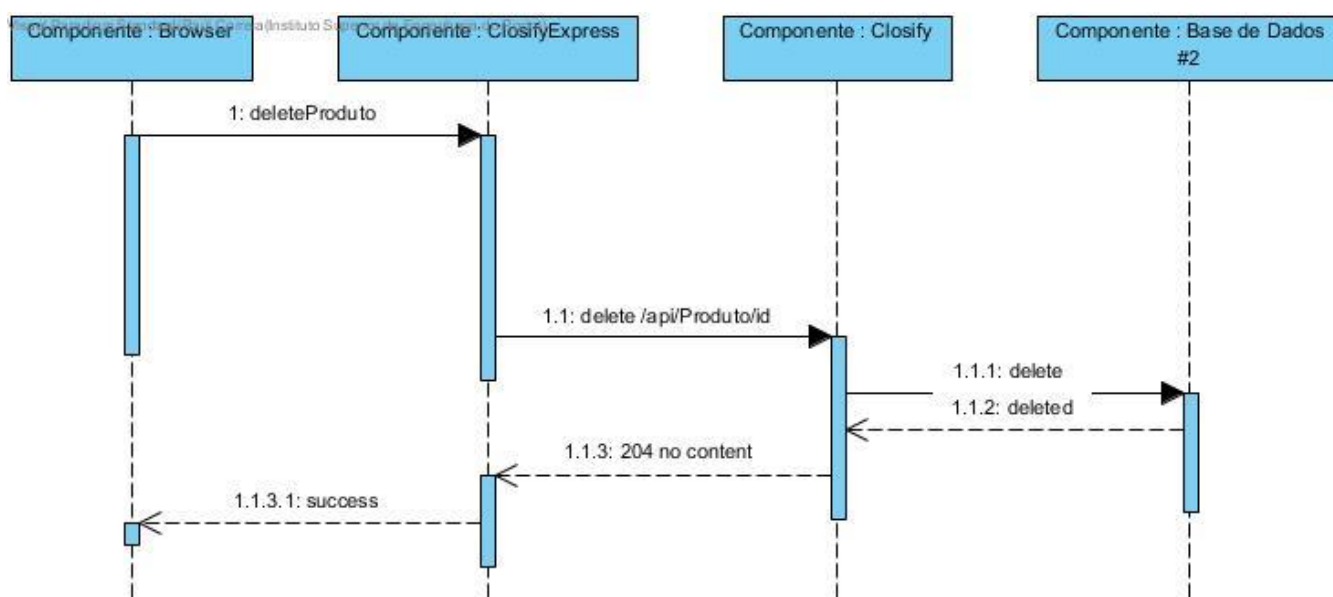 Componente : Browser
Componente : ClosifyExpress
Componente : Closify
Componente : Base de Dados
#2
1: deleteProduto
1.1: delete /api/Produto/id
1.1.1: delete
1.1.2: deleted
1.1.3: 204 no content
1.1.3.1: success